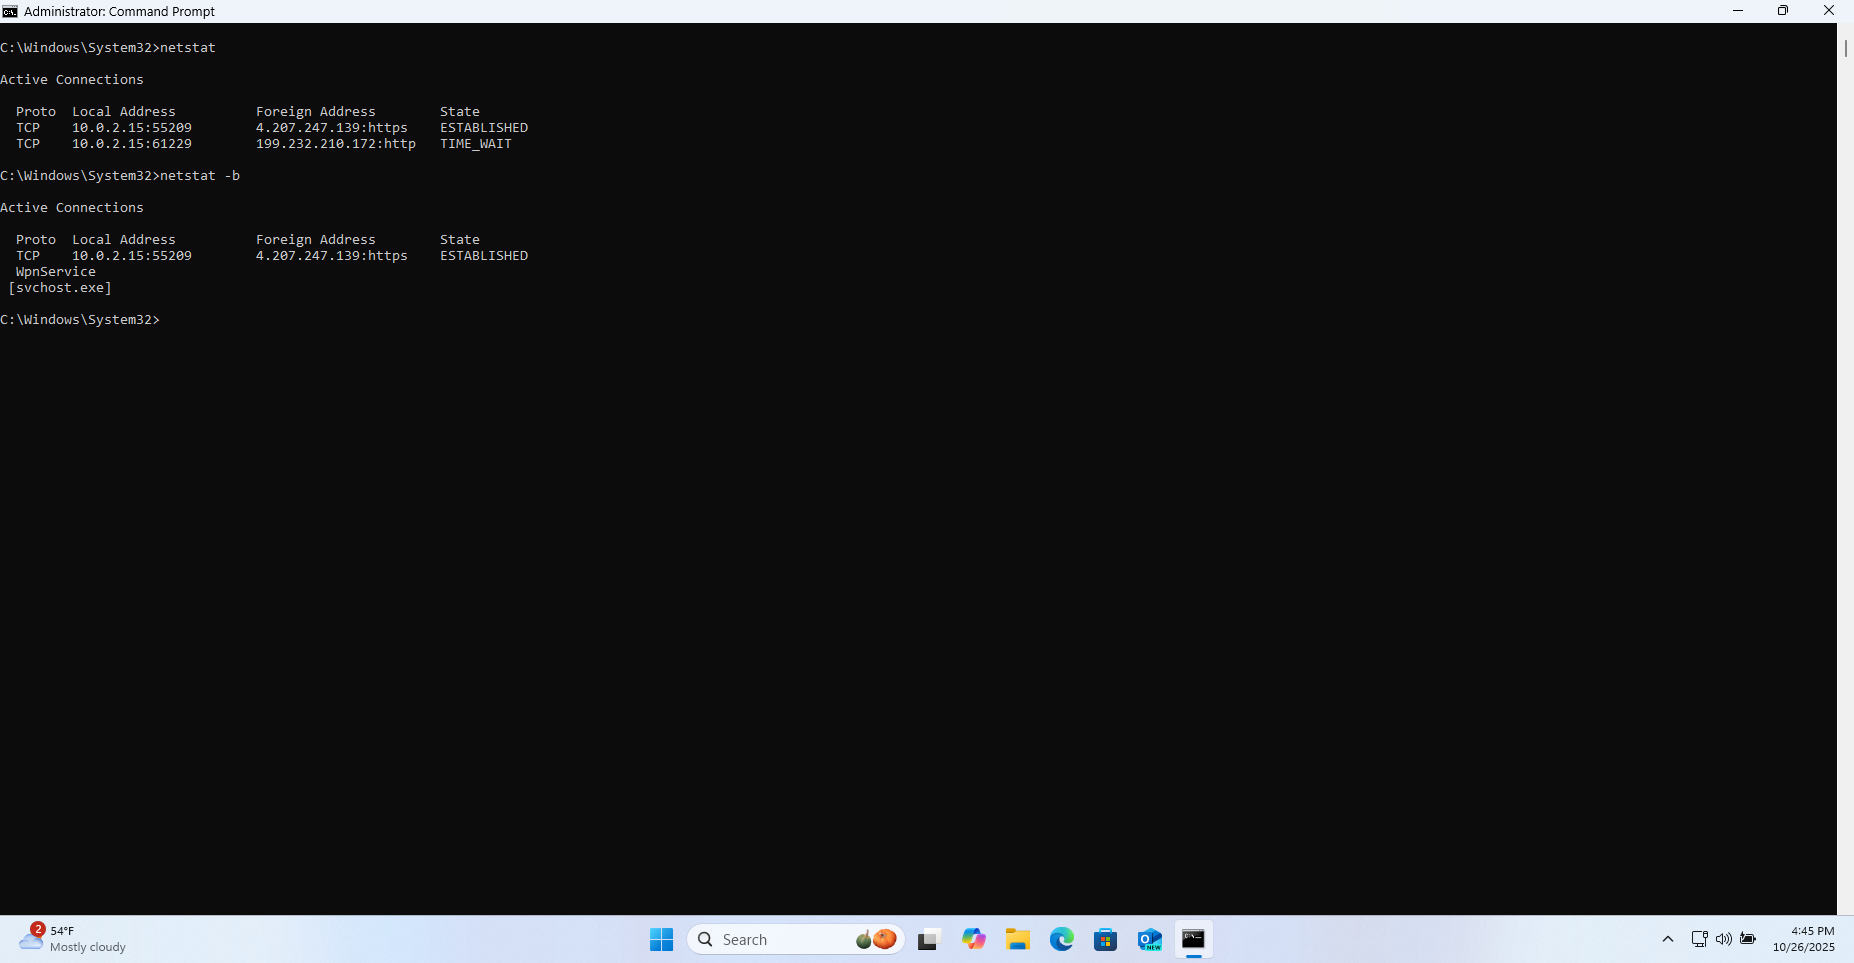 Administrator: Command Prompt
C:\Windows\System32>netstat
Active Connections
Proto  Local Address          Foreign Address        State
TCP    10.0.2.15:55209        4.207.247.139:https    ESTABLISHED
TCP    10.0.2.15:61229        199.232.210.172:http   TIME_WAIT
C:\Windows\System32>netstat -b
Active Connections
Proto  Local Address          Foreign Address        State
TCP    10.0.2.15:55209        4.207.247.139:https    ESTABLISHED
WpnService
[svchost.exe]
C:\Windows\System32>
2
54°F
Mostly cloudy
Search
NEW
4:45 PM
10/26/2025